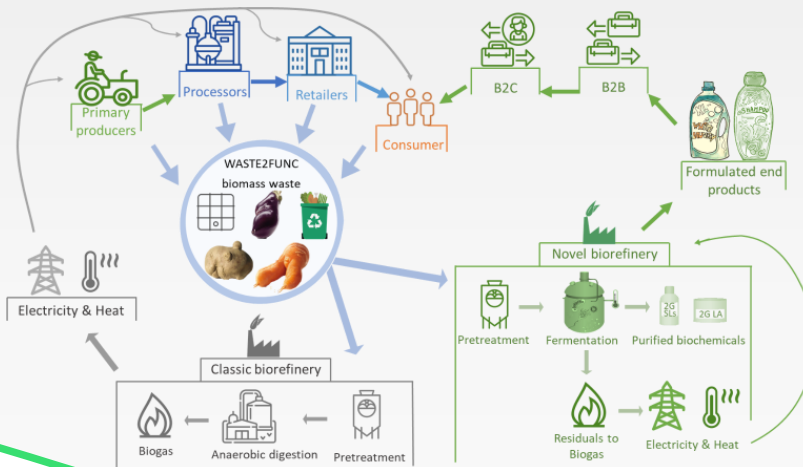 Primary
producers
Processors
Retailers
Consumer
B2C
B2B
Formulated end
products
WASTE2FUNC
biomass waste
Electricity & Heat
Classic biorefinery
Biogas
Anaerobic digestion
Pretreatment
Novel biorefinery
Pretreatment
Fermentation
2G
SLs
2G LA
Purified biochemicals
Residuals to
Biogas
Electricity & Heat